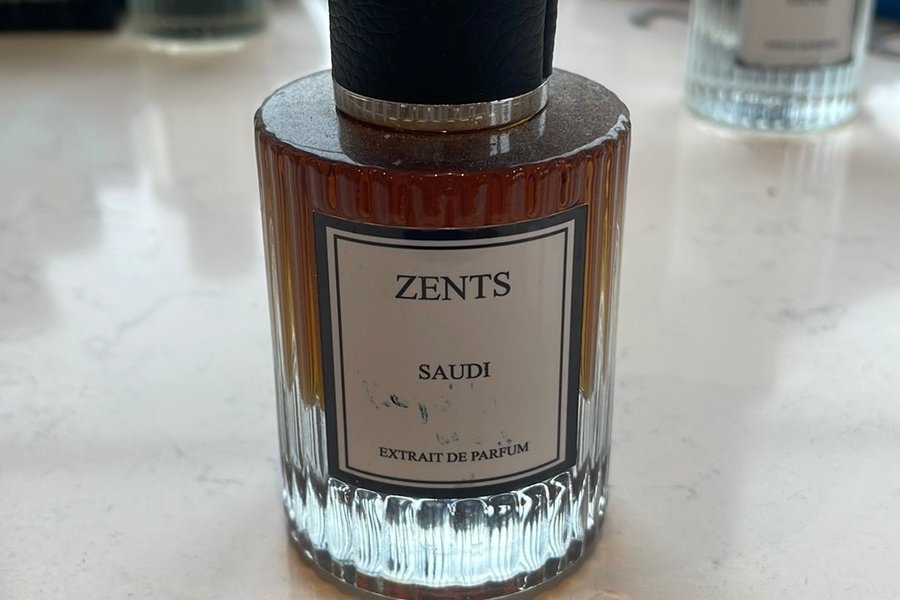 ZENTS
SAUDI
EXTRAIT DE PARFUM